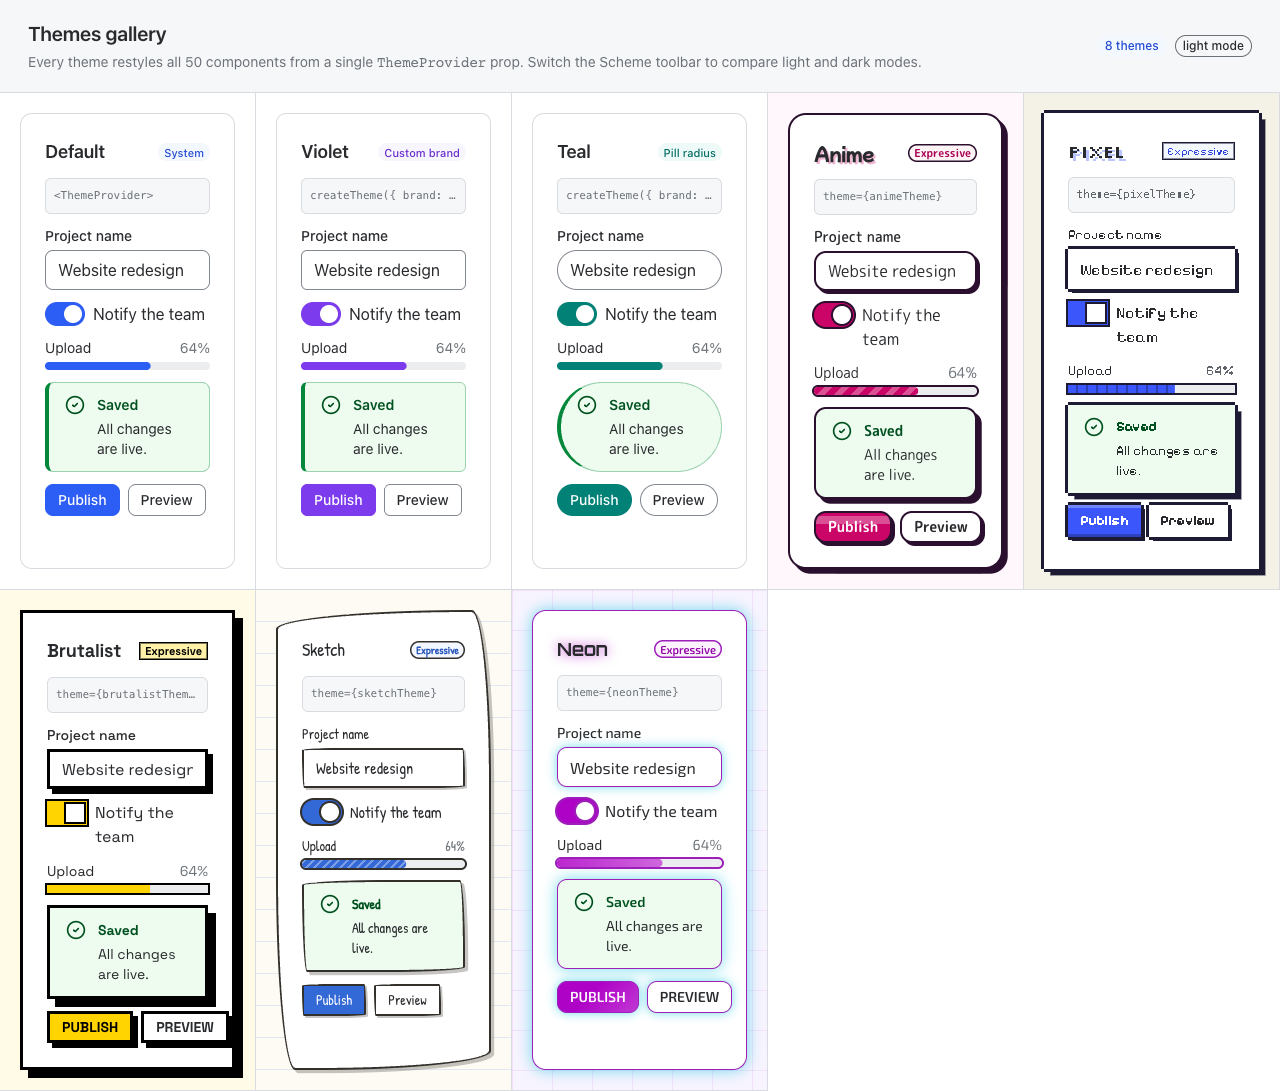 Themes gallery
Every theme restyles all 50 components from a single ThemeProvider prop. Switch the Scheme toolbar to compare light and dark modes.
8 themes
light mode
Default
System
<ThemeProvider>
Project name
Website redesign
Notify the team
Upload 64%
Saved
All changes
are live.
Publish
Preview
Violet
Custom brand
createTheme({ brand: …
Project name
Website redesign
Notify the team
Upload 64%
Saved
All changes
are live.
Publish
Preview
Teal
Pill radius
createTheme({ brand: …
Project name
Website redesign
Notify the team
Upload 64%
Saved
All changes
are live.
Publish
Preview
Anime
Expressive
theme={animeTheme}
Project name
Website redesign
Notify the
team
Upload 64%
Saved
All changes
are live.
Publish
Preview
PIXEL
Expressive
theme={pixelTheme}
Project name
Website redesign
Notify the
team
Upload 64%
Saved
All changes are
live.
Publish
Preview
Brutalist
Expressive
theme={brutalistThem…
Project name
Website redesign
Notify the
team
Upload 64%
Saved
All changes
are live.
PUBLISH
PREVIEW
Sketch
Expressive
theme={sketchTheme}
Project name
Website redesign
Notify the team
Upload 64%
Saved
All changes are
live.
Publish
Preview
Neon
Expressive
theme={neonTheme}
Project name
Website redesign
Notify the team
Upload 64%
Saved
All changes are
live.
PUBLISH
PREVIEW